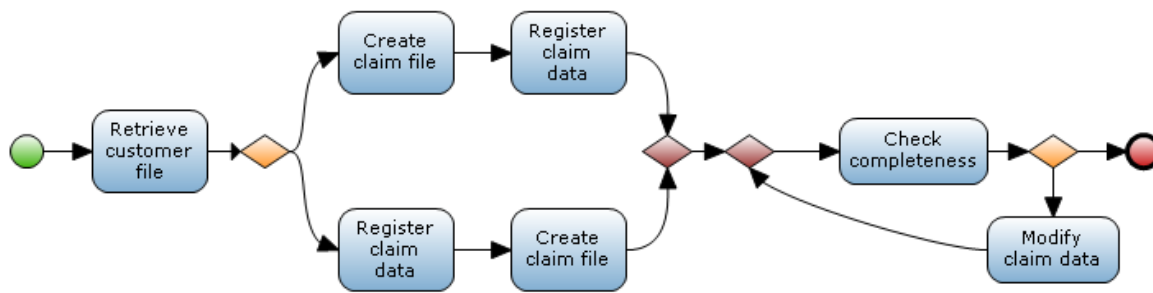 Retrieve
customer
file
Create
claim file
Register
claim
data
Register
claim
data
Create
claim file
Check
completeness
Modify
claim data